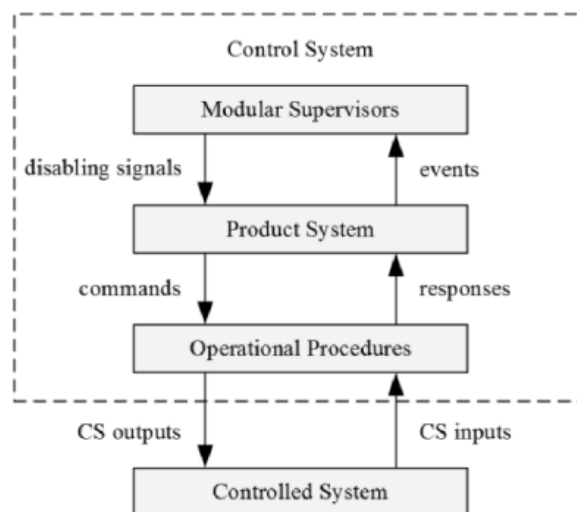 Control System
Modular Supervisors
disabling signals
events
Product System
commands
responses
Operational Procedures
CS outputs
CS inputs
Controlled System